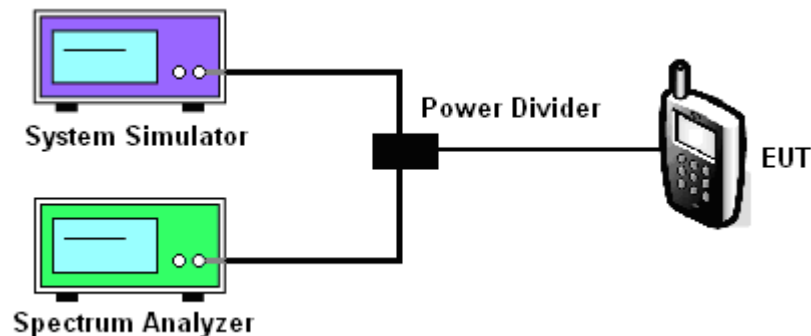 System Simulator
Power Divider
EUT
Spectrum Analyzer